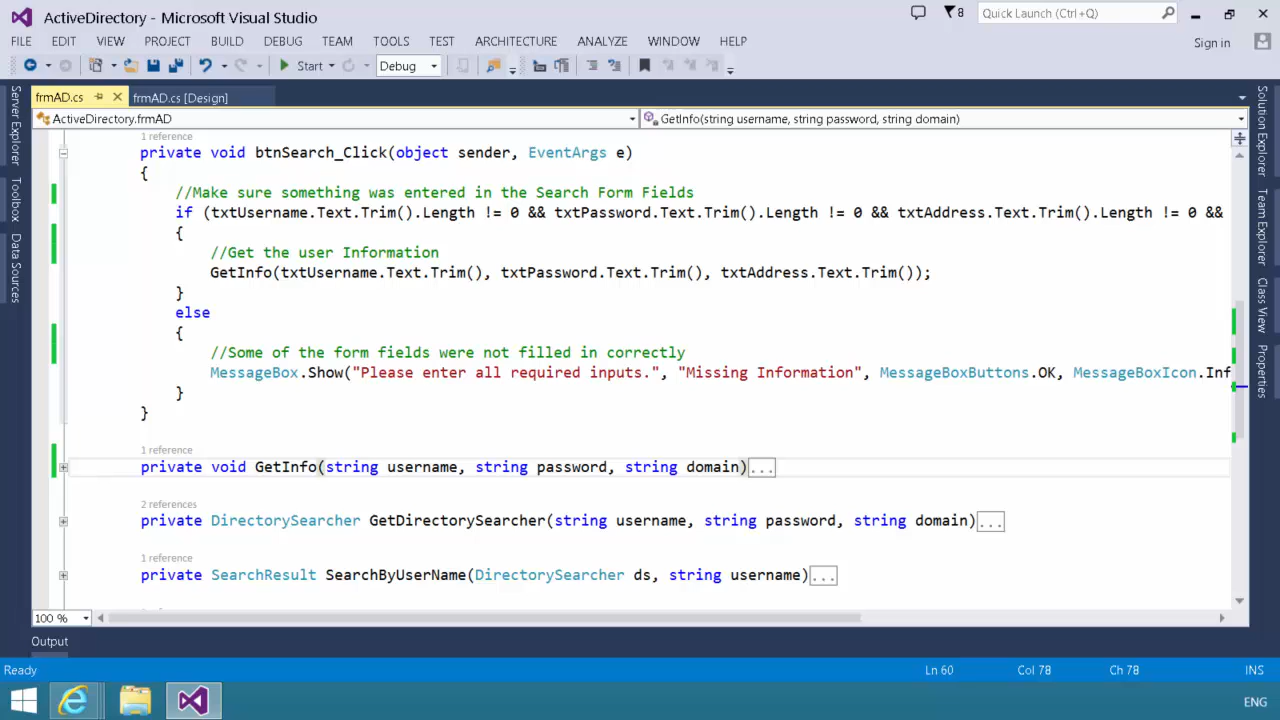 ActiveDirectory - Microsoft Visual Studio
8
Quick Launch (Ctrl+Q)
FILE EDIT VIEW PROJECT BUILD DEBUG TEAM TOOLS TEST ARCHITECTURE ANALYZE WINDOW HELP
Sign in
Start
Debug
frmAD.cs
frmAD.cs [Design]
ActiveDirectory.frmAD
GetInfo(string username, string password, string domain)
Server Explorer
Toolbox
Data Sources
1 reference
private void btnSearch_Click(object sender, EventArgs e)
{
//Make sure something was entered in the Search Form Fields
if (txtUsername.Text.Trim().Length != 0 && txtPassword.Text.Trim().Length != 0 && txtAddress.Text.Trim().Length != 0 &&
{
//Get the user Information
GetInfo(txtUsername.Text.Trim(), txtPassword.Text.Trim(), txtAddress.Text.Trim());
}
else
{
//Some of the form fields were not filled in correctly
MessageBox.Show("Please enter all required inputs.", "Missing Information", MessageBoxButtons.OK, MessageBoxIcon.Inf
}
}
1 reference
private void GetInfo(string username, string password, string domain)...
2 references
private DirectorySearcher GetDirectorySearcher(string username, string password, string domain)...
1 reference
private SearchResult SearchByUserName(DirectorySearcher ds, string username)...
Solution Explorer
Team Explorer
Class View
Properties
100 %
Output
Ready
Ln 60
Col 78
Ch 78
INS
ENG